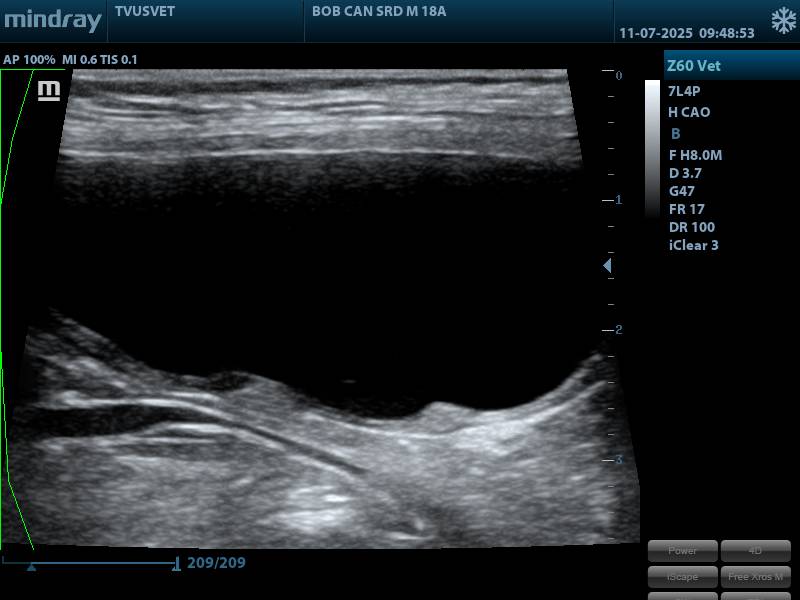 mindray
TVUSVET
BOB CAN SRD M 18A
11-07-2025 09:48:53
AP 100% MI 0.6 TIS 0.1
m
0
1
2
3
Z60 Vet
7L4P
H CAO
B
F H8.0M
D 3.7
G47
FR 17
DR 100
iClear 3
209/209
Power
4D
iScape
Free Xros M